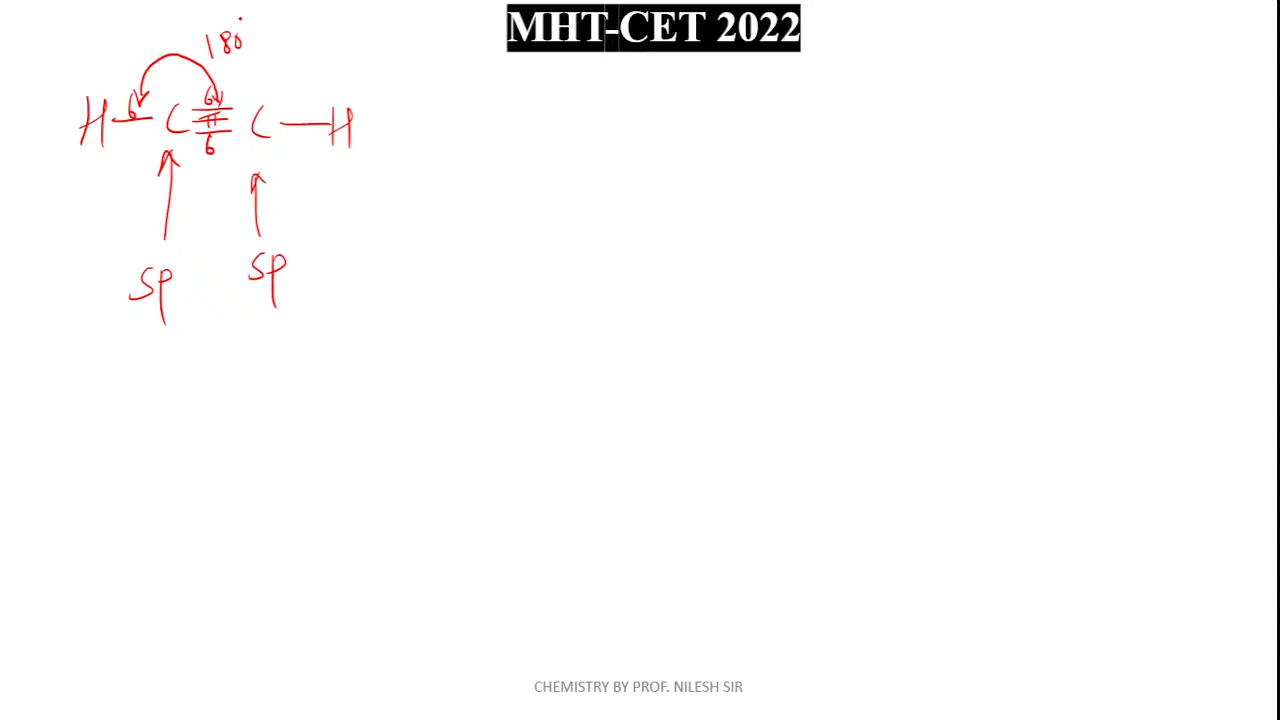 MHT-CET 2022
180°
H — C ≡ C — H
σ σ π σ
sp sp
CHEMISTRY BY PROF. NILESH SIR